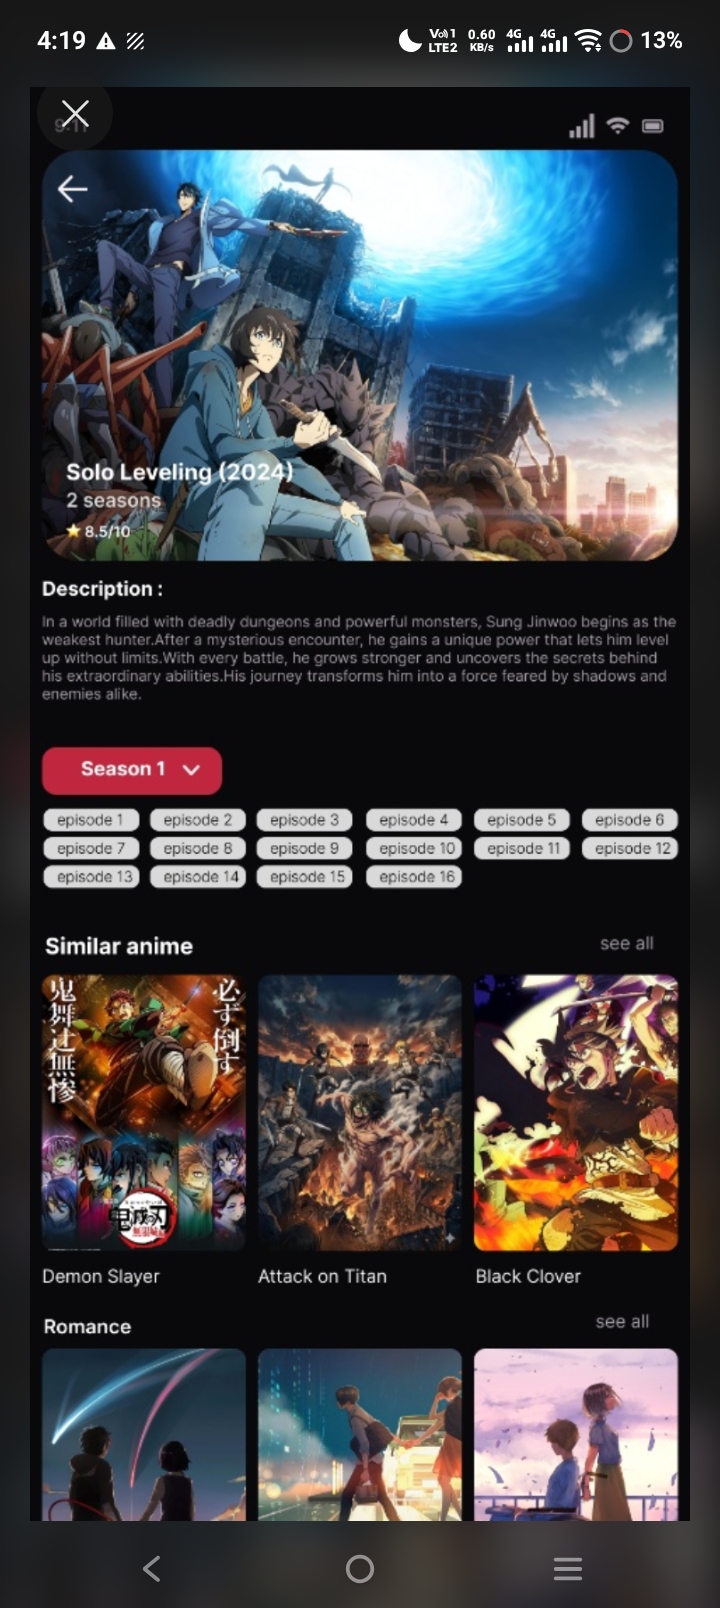 4:19
Vo)) 1
LTE2
0.60
KB/s
4G
4G
13%
9:11
Solo Leveling (2024)
2 seasons
8.5/10
Description :
In a world filled with deadly dungeons and powerful monsters, Sung Jinwoo begins as the
weakest hunter.After a mysterious encounter, he gains a unique power that lets him level
up without limits.With every battle, he grows stronger and uncovers the secrets behind
his extraordinary abilities.His journey transforms him into a force feared by shadows and
enemies alike.
Season 1
episode 1 episode 2 episode 3 episode 4 episode 5 episode 6
episode 7 episode 8 episode 9 episode 10 episode 11 episode 12
episode 13 episode 14 episode 15 episode 16
Similar anime
see all
必ず倒す
鬼舞辻無惨
鬼滅の刃
Demon Slayer
Attack on Titan
Black Clover
Romance
see all